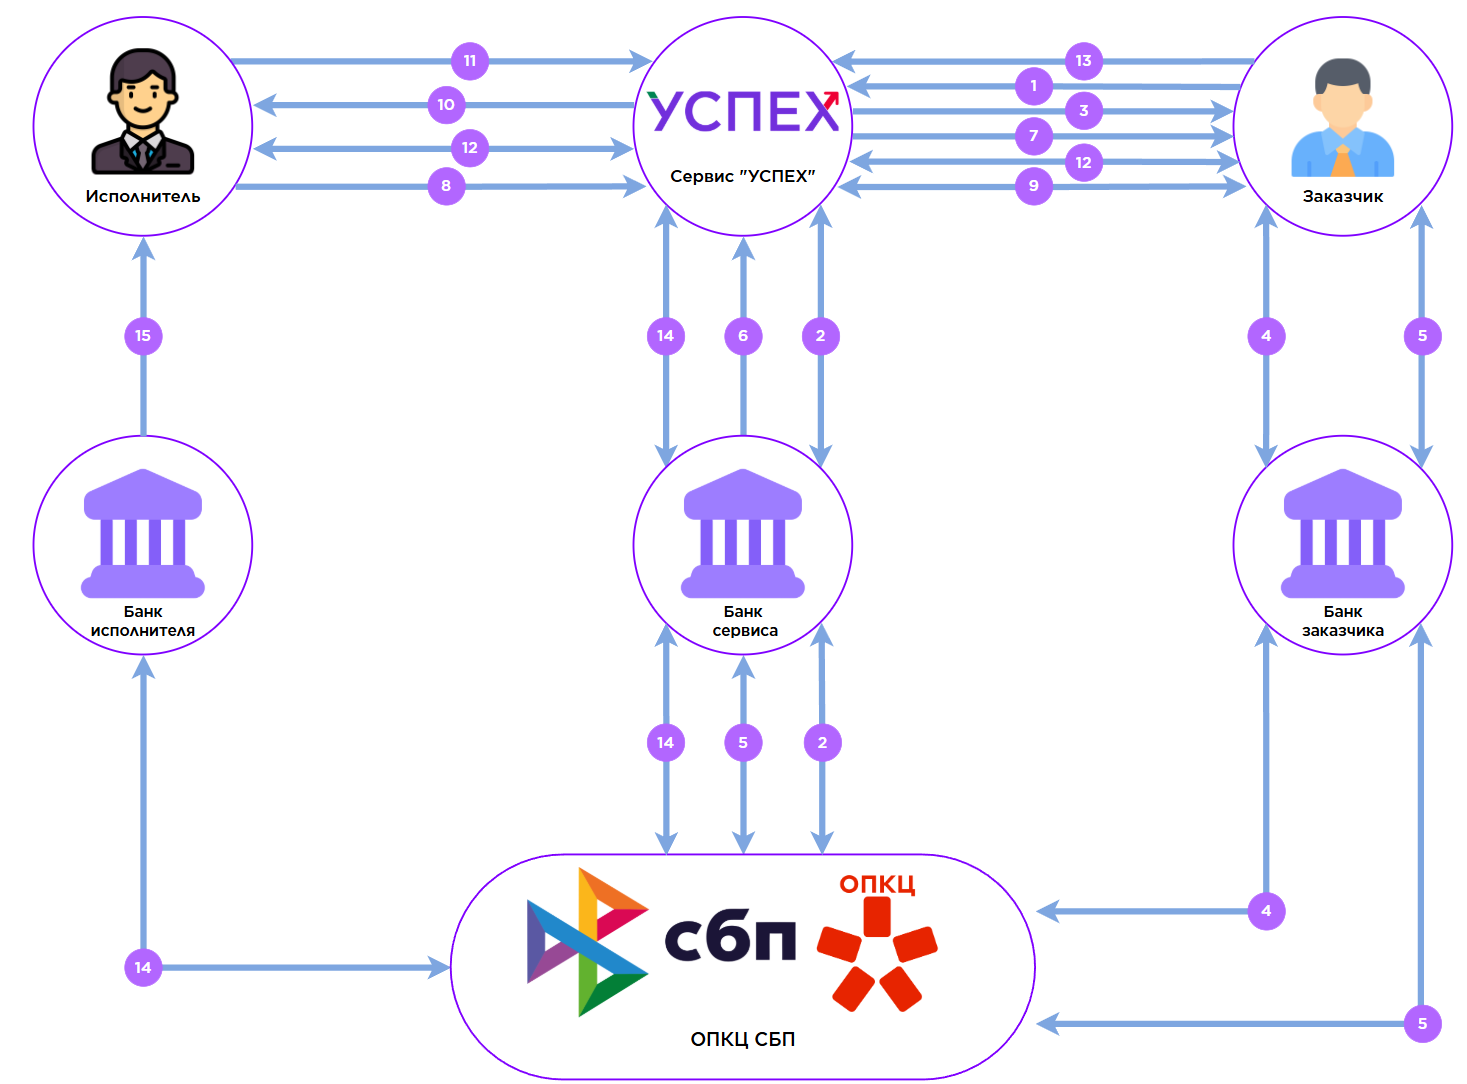 11
13
1
УСПЕХ
10
3
7
12
12
Сервис "УСПЕХ"
8
9
Исполнитель
Заказчик
15
14
6
2
4
5
Банк
исполнителя
Банк
сервиса
Банк
заказчика
14
5
2
ОПКЦ
4
сбп
14
5
ОПКЦ СБП